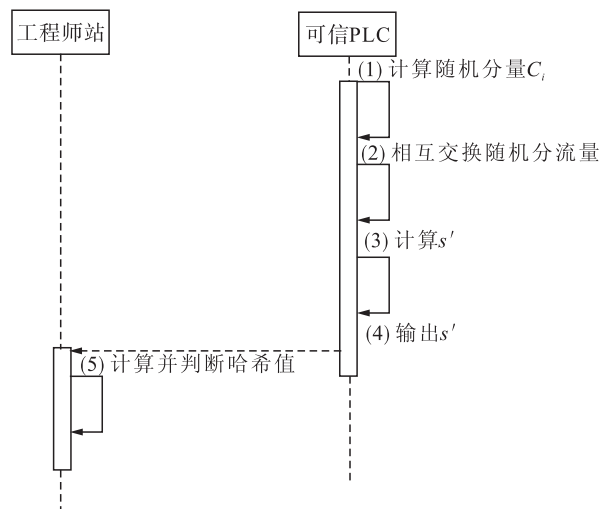 工程师站
可信PLC
(1) 计算随机分量Ci
(2) 相互交换随机分流量
(3) 计算s′
(4) 输出s′
(5) 计算并判断哈希值